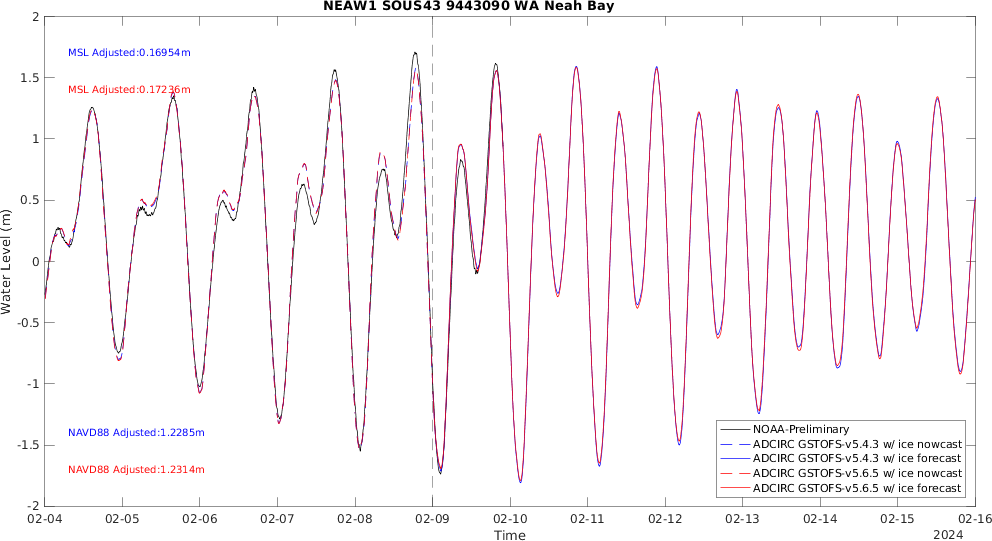 NEAW1 SOUS43 9443090 WA Neah Bay
2
1.5
1
0.5
0
-0.5
-1
-1.5
-2
Water Level (m)
MSL Adjusted:0.16954m
MSL Adjusted:0.17236m
NAVD88 Adjusted:1.2285m
NAVD88 Adjusted:1.2314m
NOAA-Preliminary
ADCIRC GSTOFS-v5.4.3 w/ ice nowcast
ADCIRC GSTOFS-v5.4.3 w/ ice forecast
ADCIRC GSTOFS-v5.6.5 w/ ice nowcast
ADCIRC GSTOFS-v5.6.5 w/ ice forecast
02-04 02-05 02-06 02-07 02-08 02-09 02-10 02-11 02-12 02-13 02-14 02-15 02-16
Time
2024